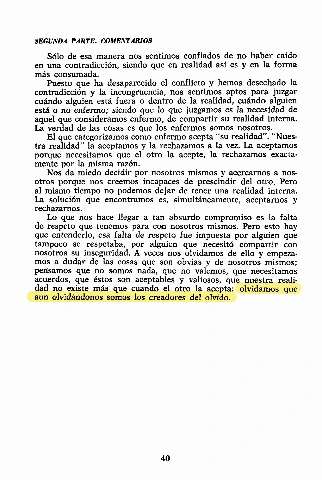 SEGUNDA PARTE. COMENTARIOS
Sólo de esa manera nos sentimos confiados de no haber caído
en una contradicción, siendo que en realidad así es y en la forma
más consumada.
Puesto que ha desaparecido el conflicto y hemos desechado la
contradicción y la incongruencia, nos sentimos aptos para juzgar
cuándo alguien está fuera o dentro de la realidad, cuándo alguien
está o no enfermo; siendo que lo que juzgamos es la necesidad de
aquel que consideramos enfermo, de compartir su realidad interna.
La verdad de las cosas es que los enfermos somos nosotros.
El que categorizamos como enfermo acepta "su realidad". "Nues-
tra realidad" la aceptamos y la rechazamos a la vez. La aceptamos
porque necesitamos que el otro la acepte, la rechazamos exacta-
mente por la misma razón.
Nos da miedo decidir por nosotros mismos y acercarnos a nos-
otros porque nos creemos incapaces de prescindir del otro. Pero
al mismo tiempo no podemos dejar de tener una realidad interna.
La solución que encontramos es, simultáneamente, aceptarnos y
rechazarnos.
Lo que nos hace llegar a tan absurdo compromiso es la falta
de respeto que tenemos para con nosotros mismos. Pero esto hay
que entenderlo, esa falta de respeto fue impuesta por alguien que
tampoco se respetaba, por alguien que necesitó compartir con
nosotros su inseguridad. A veces nos olvidamos de ello y empeza-
mos a dudar de las cosas que son obvias y de nosotros mismos;
pensamos que no somos nada, que no valemos, que necesitamos
acuerdos, que éstos son aceptables y valiosos, que nuestra reali-
dad no existe más que cuando el otro la acepta: olvidamos que
aun olvidándonos somos los creadores del olvido.
40